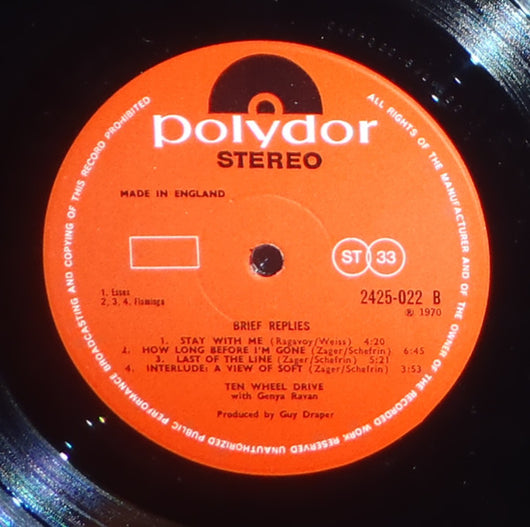 polydor
STEREO
MADE IN ENGLAND
ST 33
1. Essex
2, 3, 4. Flamingo
2425-022 B
℗ 1970
BRIEF REPLIES
1. STAY WITH ME (Ragavoy/Weiss) 4:20
2. HOW LONG BEFORE I'M GONE (Zager/Schefrin) 6:45
3. LAST OF THE LINE (Zager/Schefrin) 5:21
4. INTERLUDE: A VIEW OF SOFT (Zager/Schefrin) 3:53
TEN WHEEL DRIVE
with Genya Ravan
Produced by Guy Draper
ALL RIGHTS OF THE MANUFACTURER AND OF THE OWNER OF THE RECORDED WORK RESERVED UNAUTHORIZED PUBLIC PERFORMANCE BROADCASTING AND COPYING OF THIS RECORD PROHIBITED